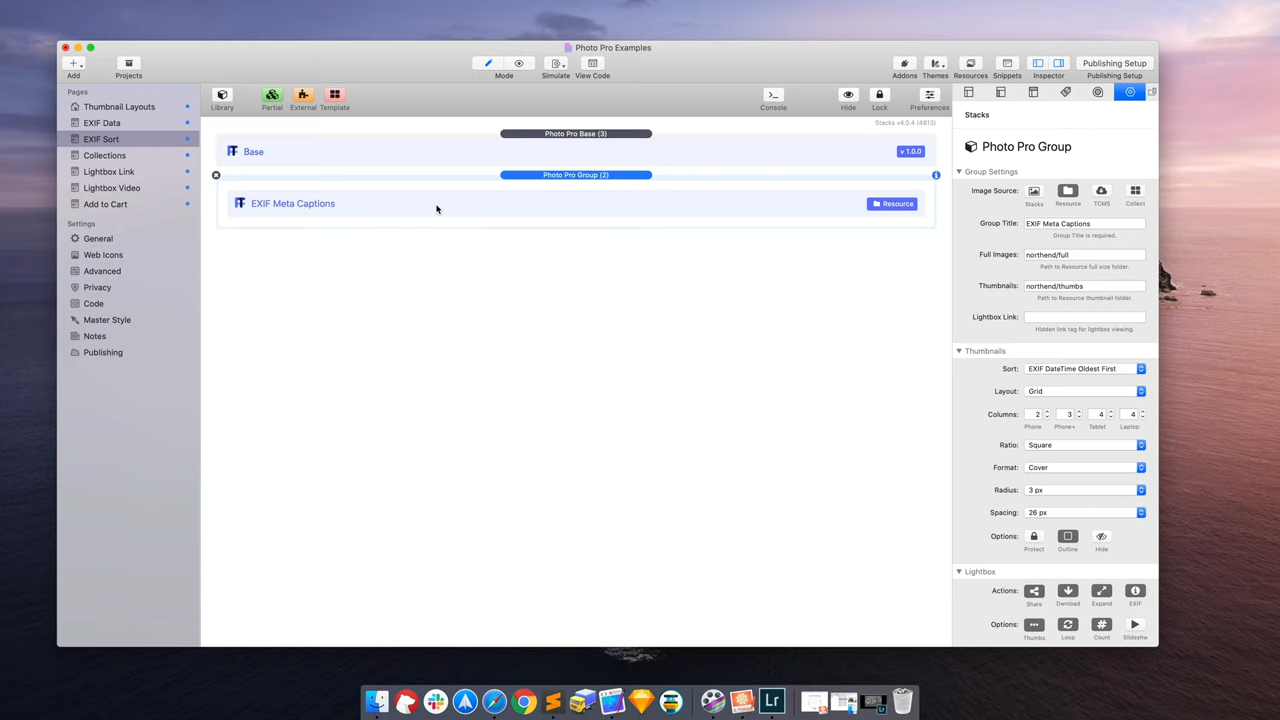 Photo Pro Examples
Add
Projects
Mode
Simulate
View Code
Addons
Themes
Resources
Snippets
Inspector
Publishing Setup
Publishing Setup
Pages
Thumbnail Layouts
EXIF Data
EXIF Sort
Collections
Lightbox Link
Lightbox Video
Add to Cart
Settings
General
Web Icons
Advanced
Privacy
Code
Master Style
Notes
Publishing
Library
Partial
External
Template
Console
Hide
Lock
Preferences
Stacks v4.0.4 (4813)
Photo Pro Base (3)
Base
v 1.0.0
Photo Pro Group (2)
EXIF Meta Captions
Resource
Stacks
Photo Pro Group
Group Settings
Image Source:
Stacks
Resource
TCMS
Collect
Group Title: EXIF Meta Captions
Group Title is required.
Full Images: northend/full
Path to Resource full size folder.
Thumbnails: northend/thumbs
Path to Resource thumbnail folder.
Lightbox Link:
Hidden link tag for lightbox viewing.
Thumbnails
Sort: EXIF DateTime Oldest First
Layout: Grid
Columns: 2 3 4 4
Phone Phone+ Tablet Laptop
Ratio: Square
Format: Cover
Radius: 3 px
Spacing: 26 px
Options:
Protect Outline Hide
Lightbox
Actions:
Share Dwnload Expand EXIF
Options:
Thumbs Loop Count Slideshw
Lr